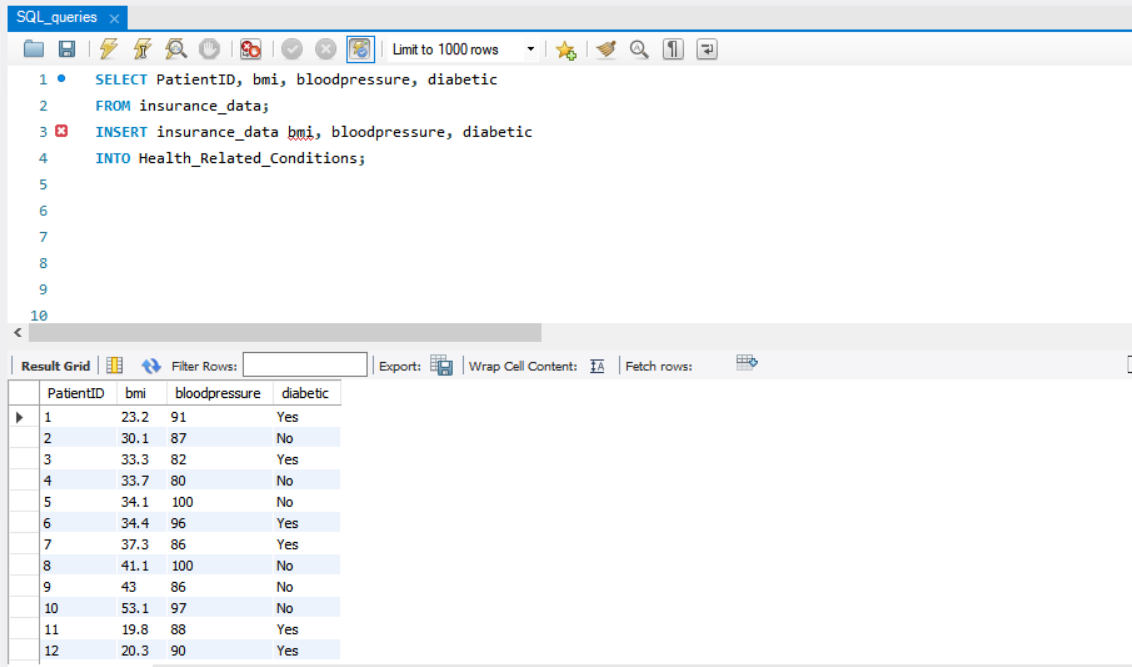 SQL_queries
Limit to 1000 rows
1 SELECT PatientID, bmi, bloodpressure, diabetic
2 FROM insurance_data;
3 INSERT insurance_data bmi, bloodpressure, diabetic
4 INTO Health_Related_Conditions;
5
6
7
8
9
10
Result Grid Filter Rows: Export: Wrap Cell Content: Fetch rows:
PatientID bmi bloodpressure diabetic
1 23.2 91 Yes
2 30.1 87 No
3 33.3 82 Yes
4 33.7 80 No
5 34.1 100 No
6 34.4 96 Yes
7 37.3 86 Yes
8 41.1 100 No
9 43 86 No
10 53.1 97 No
11 19.8 88 Yes
12 20.3 90 Yes